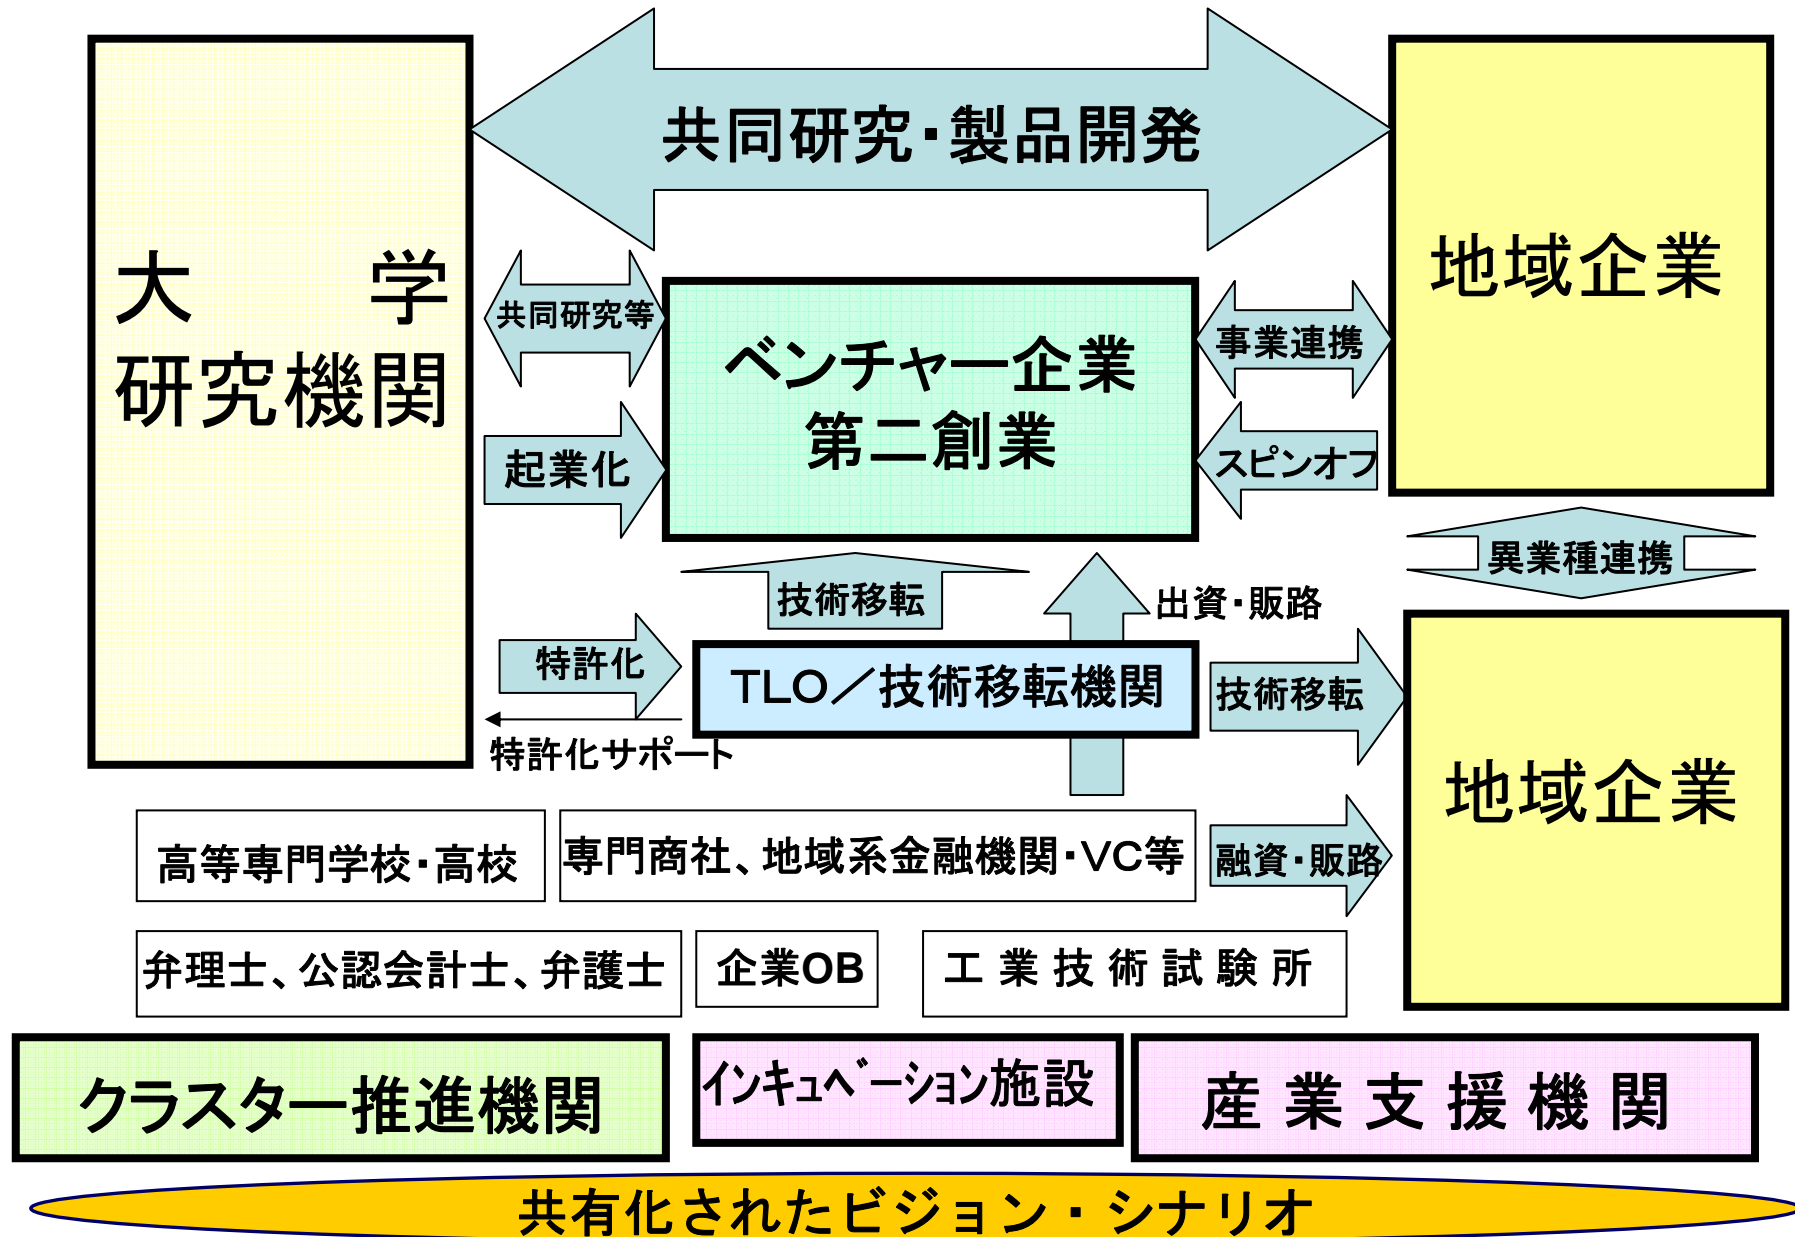 共同研究・製品開発
大　学
研究機関
地域企業
共同研究等
ベンチャー企業
第二創業
事業連携
起業化
スピンオフ
異業種連携
技術移転
出資・販路
特許化
TLO／技術移転機関
技術移転
特許化サポート
地域企業
高等専門学校・高校
専門商社、地域系金融機関・VC等
融資・販路
弁理士、公認会計士、弁護士
企業OB
工業技術試験所
クラスター推進機関
ｲﾝｷｭﾍﾞｰｼｮﾝ施設
産業支援機関
共有化されたビジョン・シナリオ